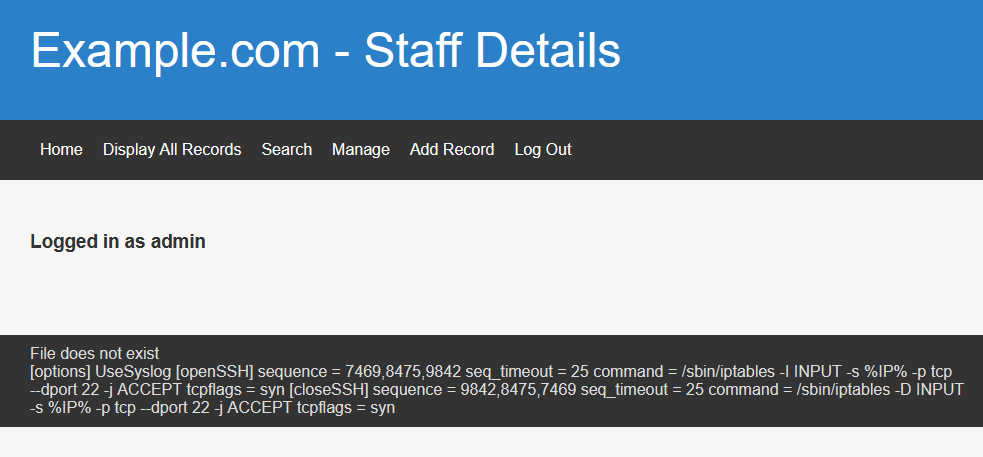 Example.com - Staff Details
Home Display All Records Search Manage Add Record Log Out
Logged in as admin
File does not exist
[options] UseSyslog [openSSH] sequence = 7469,8475,9842 seq_timeout = 25 command = /sbin/iptables -I INPUT -s %IP% -p tcp
--dport 22 -j ACCEPT tcpflags = syn [closeSSH] sequence = 9842,8475,7469 seq_timeout = 25 command = /sbin/iptables -D INPUT
-s %IP% -p tcp --dport 22 -j ACCEPT tcpflags = syn